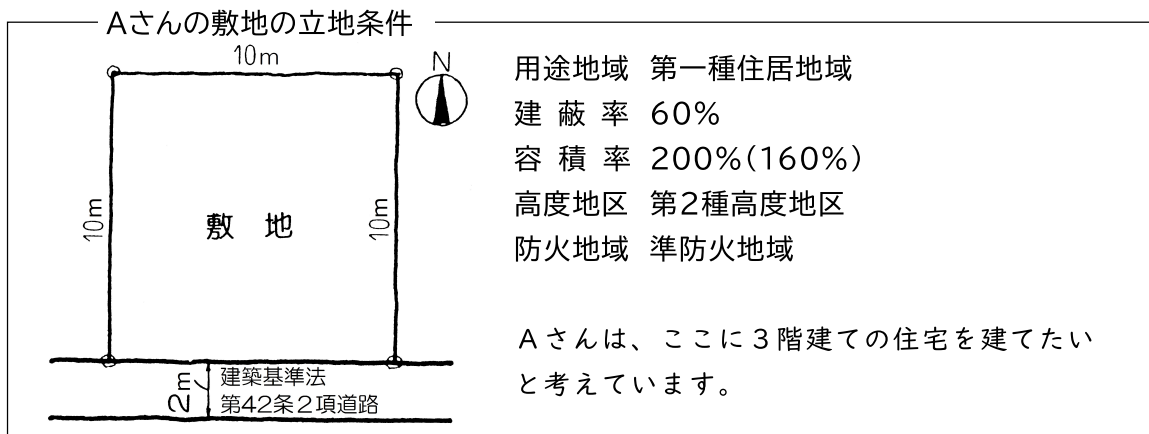 Aさんの敷地の立地条件
10m
N
10m
敷 地
10m
2m
建築基準法
第42条2項道路
用途地域 第一種住居地域
建蔽率 60%
容積率 200%(160%)
高度地区 第2種高度地区
防火地域 準防火地域
Aさんは、ここに3階建ての住宅を建てたい
と考えています。